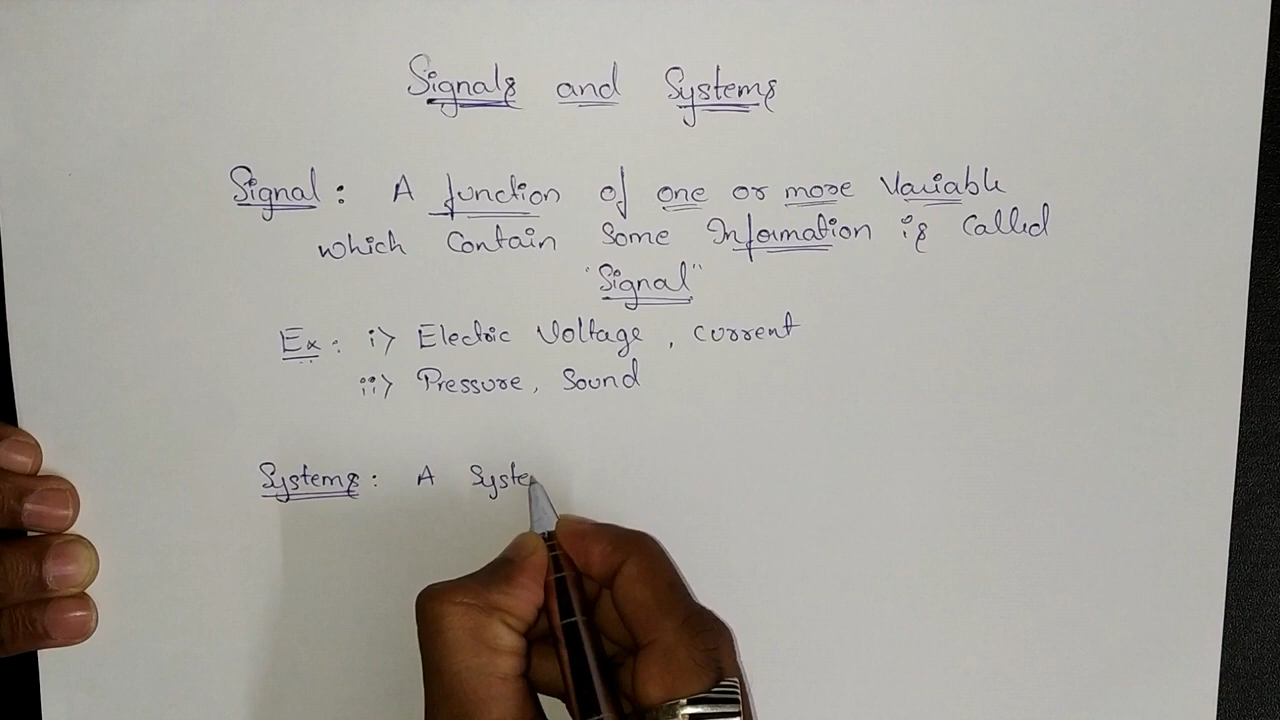 Signals and Systems
Signal: A function of one or more Variable
which Contain Some Information is Called
"Signal"
Ex: i> Electric Voltage, current
ii> Pressure, Sound
Systems: A Syste